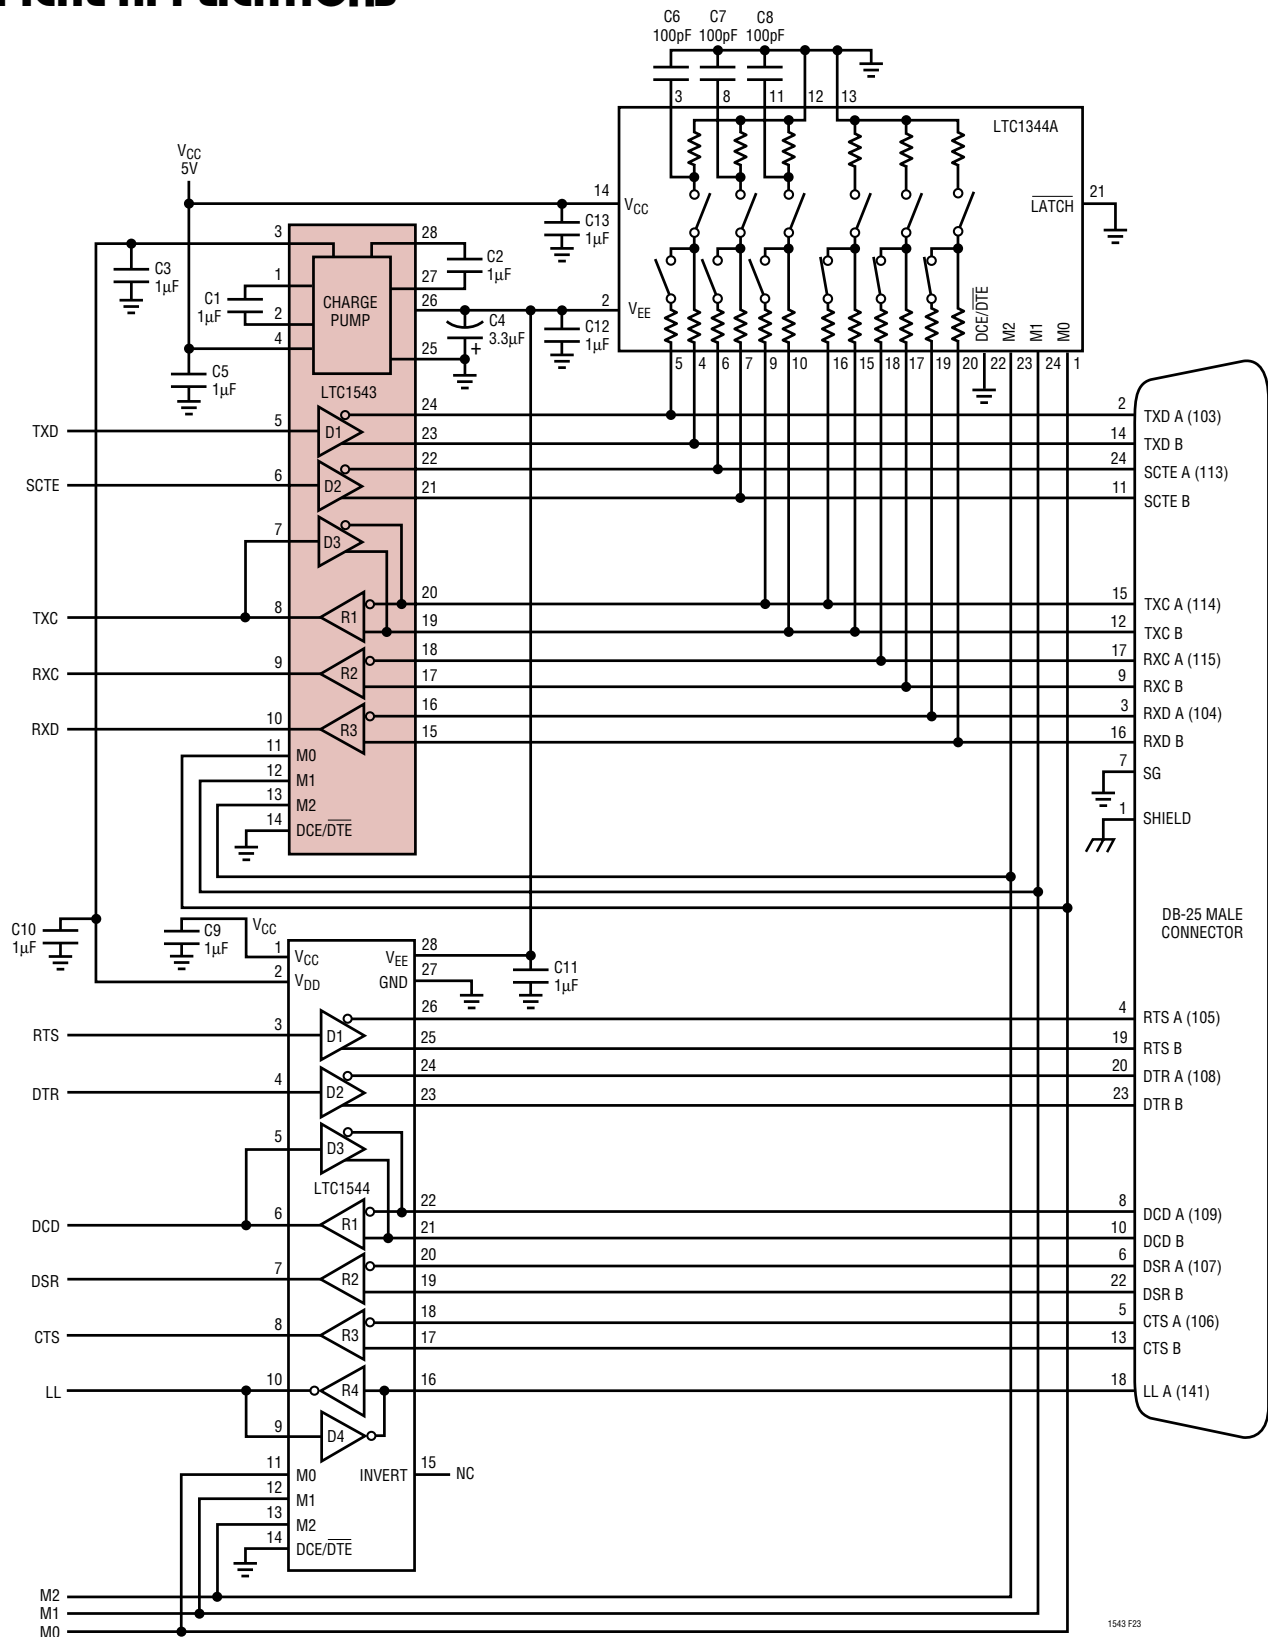 C6 C7 C8
100pF 100pF 100pF
3 8 11 12 13
LTC1344A
VCC
5V
14 VCC
LATCH 21
C13
1µF
3 28
C3
1µF
C2
1µF
1 27
C1
1µF
CHARGE
PUMP
26 2 VEE
2
C4
3.3µF
+
C12
1µF
4 25
DCE/DTE M2 M1 M0
5 4 6 7 9 10 16 15 18 17 19 20 22 23 24 1
C5
1µF
LTC1543
TXD 5 D1 24 2 TXD A (103)
23 14 TXD B
SCTE 6 D2 22 24 SCTE A (113)
21 11 SCTE B
7 D3
TXC 8 R1 20 15 TXC A (114)
19 12 TXC B
RXC 9 R2 18 17 RXC A (115)
17 9 RXC B
RXD 10 R3 16 3 RXD A (104)
15 16 RXD B
11 M0
12 M1
13 M2
14 DCE/DTE
7 SG
1 SHIELD
DB-25 MALE
CONNECTOR
C10
1µF
C9
1µF
VCC
1 VCC VEE 28
2 VDD GND 27
C11
1µF
RTS 3 D1 26 4 RTS A (105)
25 19 RTS B
DTR 4 D2 24 20 DTR A (108)
23 23 DTR B
5 D3
LTC1544
DCD 6 R1 22 8 DCD A (109)
21 10 DCD B
DSR 7 R2 20 6 DSR A (107)
19 22 DSR B
CTS 8 R3 18 5 CTS A (106)
17 13 CTS B
LL 10 R4 16 18 LL A (141)
9 D4
11 M0 INVERT 15 NC
12 M1
13 M2
14 DCE/DTE
M2
M1
M0
1543 F23